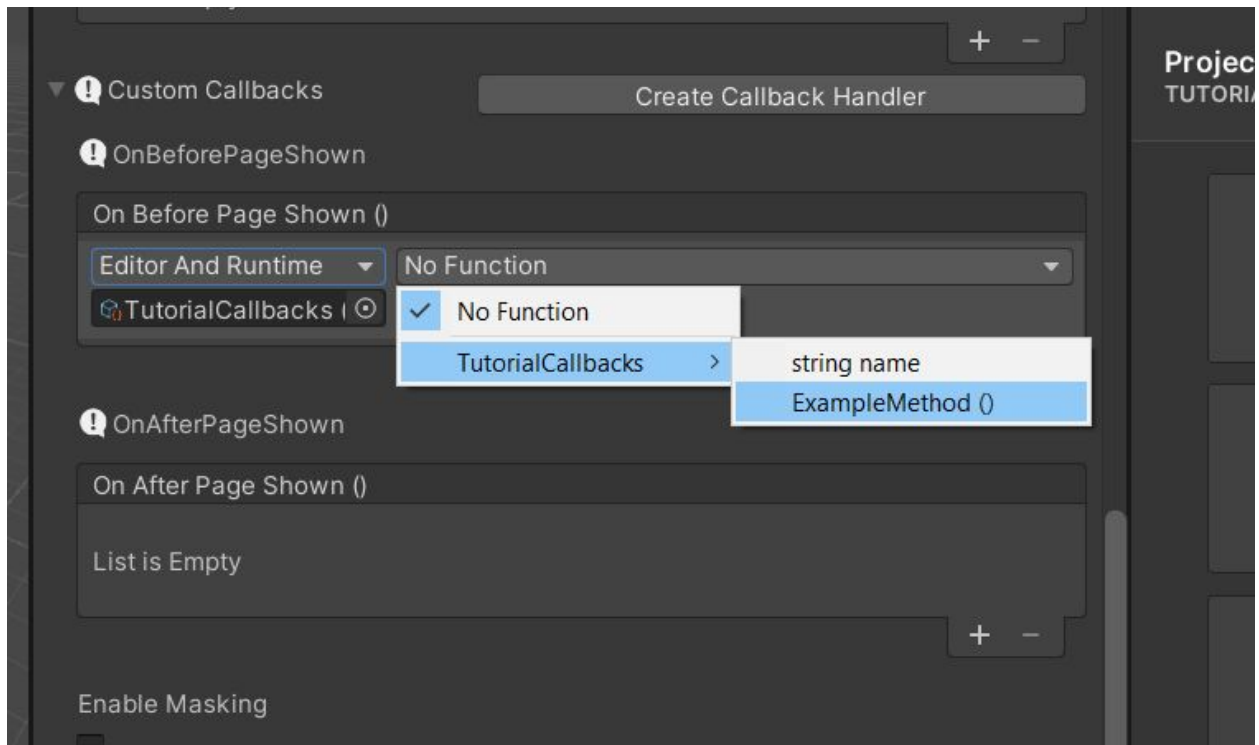 + −
Custom Callbacks
Create Callback Handler
OnBeforePageShown
On Before Page Shown ()
Editor And Runtime
No Function
TutorialCallbacks (
No Function
TutorialCallbacks >
string name
ExampleMethod ()
OnAfterPageShown
On After Page Shown ()
List is Empty
+ −
Enable Masking
Projec
TUTORIA